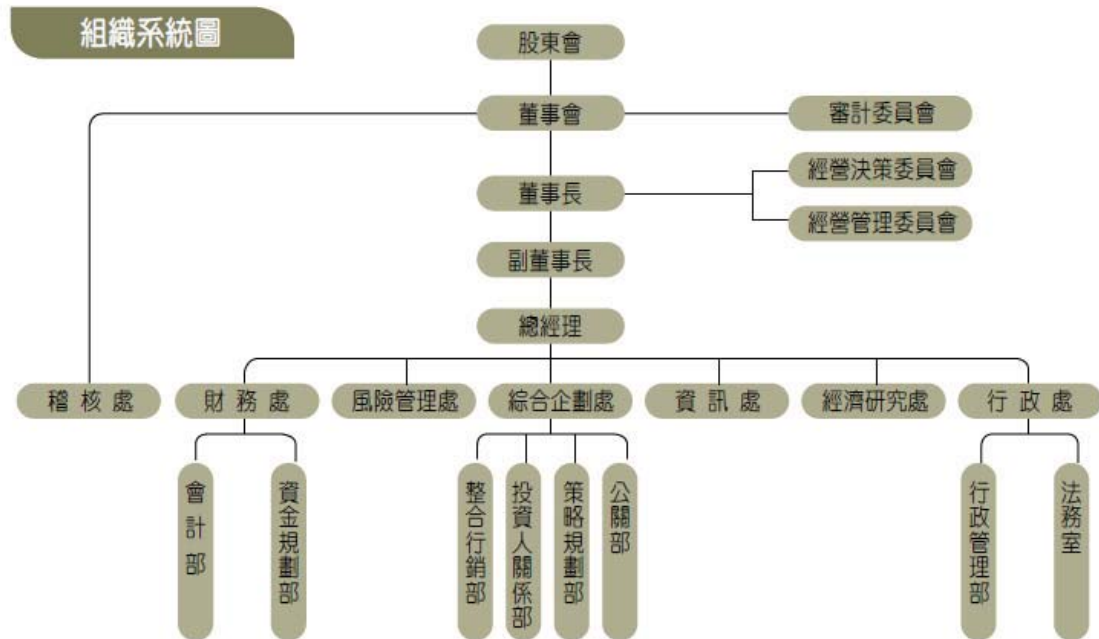 組織系統圖
股東會
董事會
審計委員會
經營決策委員會
董事長
經營管理委員會
副董事長
總經理
稽核處
財務處
風險管理處
綜合企劃處
資訊處
經濟研究處
行政處
會計部
資金規劃部
整合行銷部
投資人關係部
策略規劃部
公關部
行政管理部
法務室